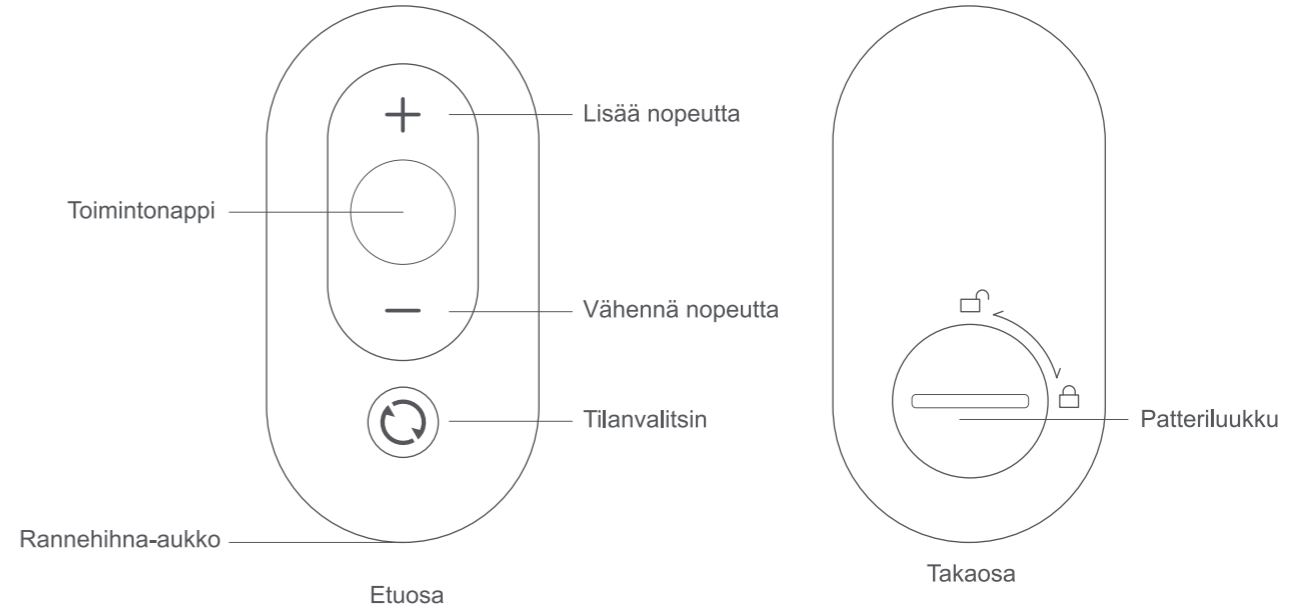 Lisää nopeutta
Toimintonappi
Vähennä nopeutta
Tilanvalitsin
Patteriluukku
Rannehihna-aukko
Takaosa
Etuosa